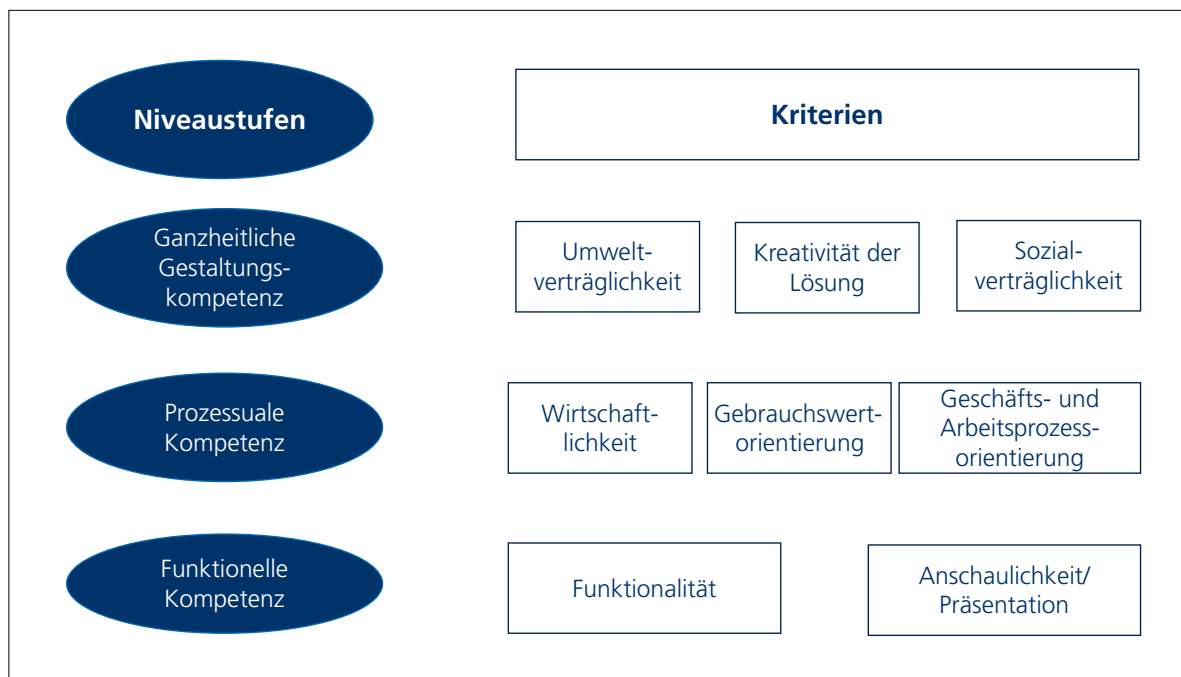 Niveaustufen
Kriterien
Ganzheitliche
Gestaltungs-
kompetenz
Umwelt-
verträglichkeit
Kreativität der
Lösung
Sozial-
verträglichkeit
Prozessuale
Kompetenz
Wirtschaft-
lichkeit
Gebrauchswert-
orientierung
Geschäfts- und
Arbeitsprozess-
orientierung
Funktionelle
Kompetenz
Funktionalität
Anschaulichkeit/
Präsentation